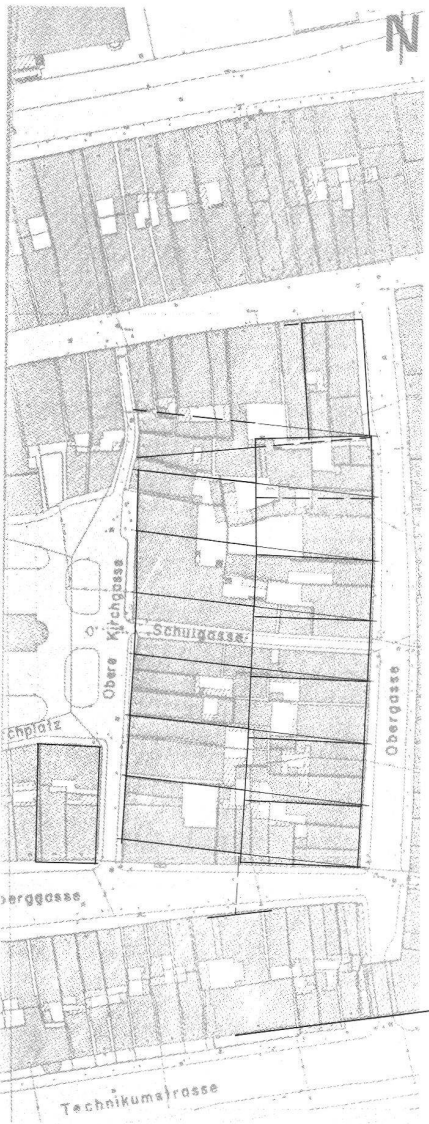 N
Obere Kirchgasse
Schulgasse
Obergasse
chplatz
berggasse
Technikumstrasse